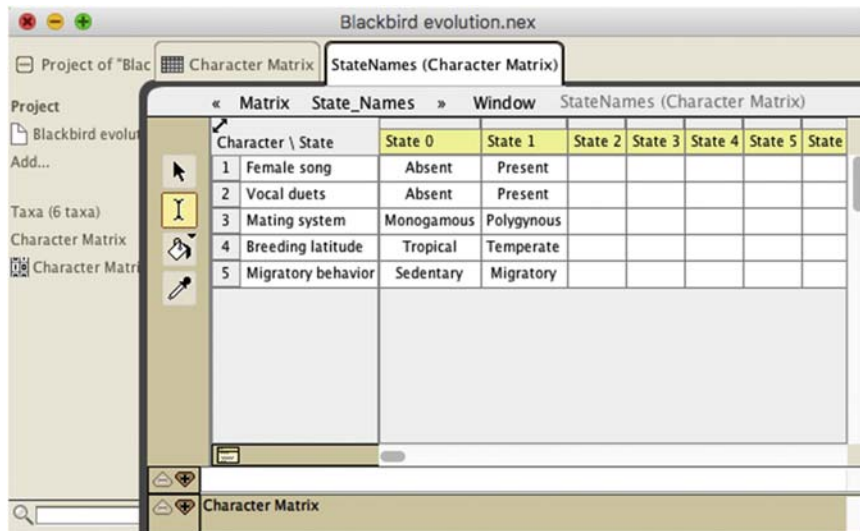 Blackbird evolution.nex
Project of "Blac
Character Matrix
StateNames (Character Matrix)
Project
Blackbird evolut
Add...
Taxa (6 taxa)
Character Matrix
Character Matri
« Matrix State_Names » Window StateNames (Character Matrix)
Character \ State State 0 State 1 State 2 State 3 State 4 State 5 State
1 Female song Absent Present
2 Vocal duets Absent Present
3 Mating system Monogamous Polygynous
4 Breeding latitude Tropical Temperate
5 Migratory behavior Sedentary Migratory
Character Matrix